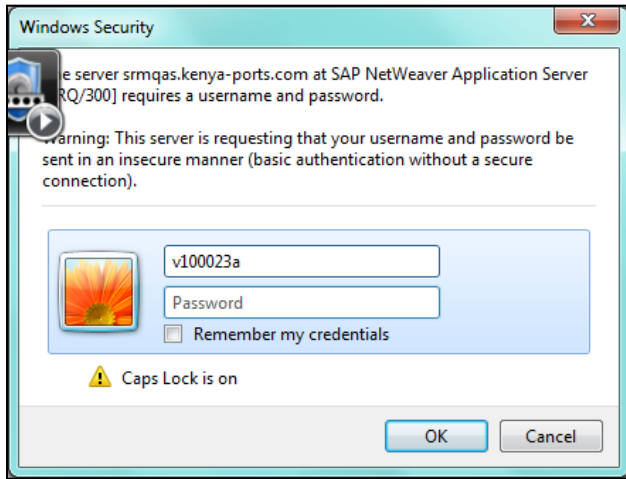 Windows Security
e server srmqas.kenya-ports.com at SAP NetWeaver Application Server
RQ/300] requires a username and password.
Warning: This server is requesting that your username and password be
sent in an insecure manner (basic authentication without a secure
connection).
v100023a
Password
Remember my credentials
Caps Lock is on
OK
Cancel